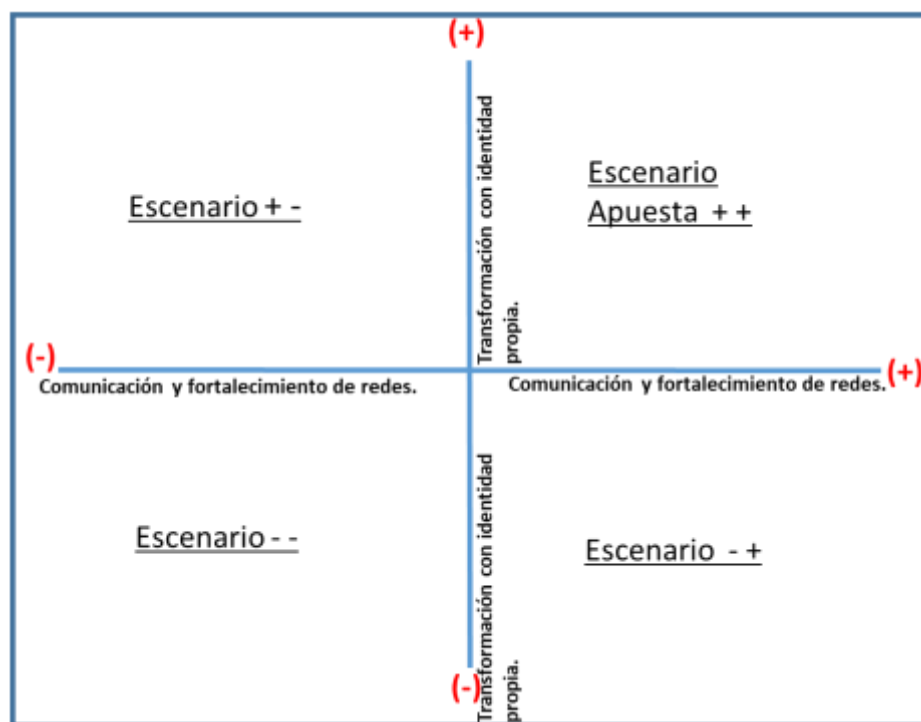 (+)
Escenario + -
Transformación con identidad
propia.
Escenario
Apuesta + +
(-)
(+)
Comunicación y fortalecimiento de redes.
Comunicación y fortalecimiento de redes.
Escenario - -
Transformación con identidad
propia.
Escenario - +
(-)